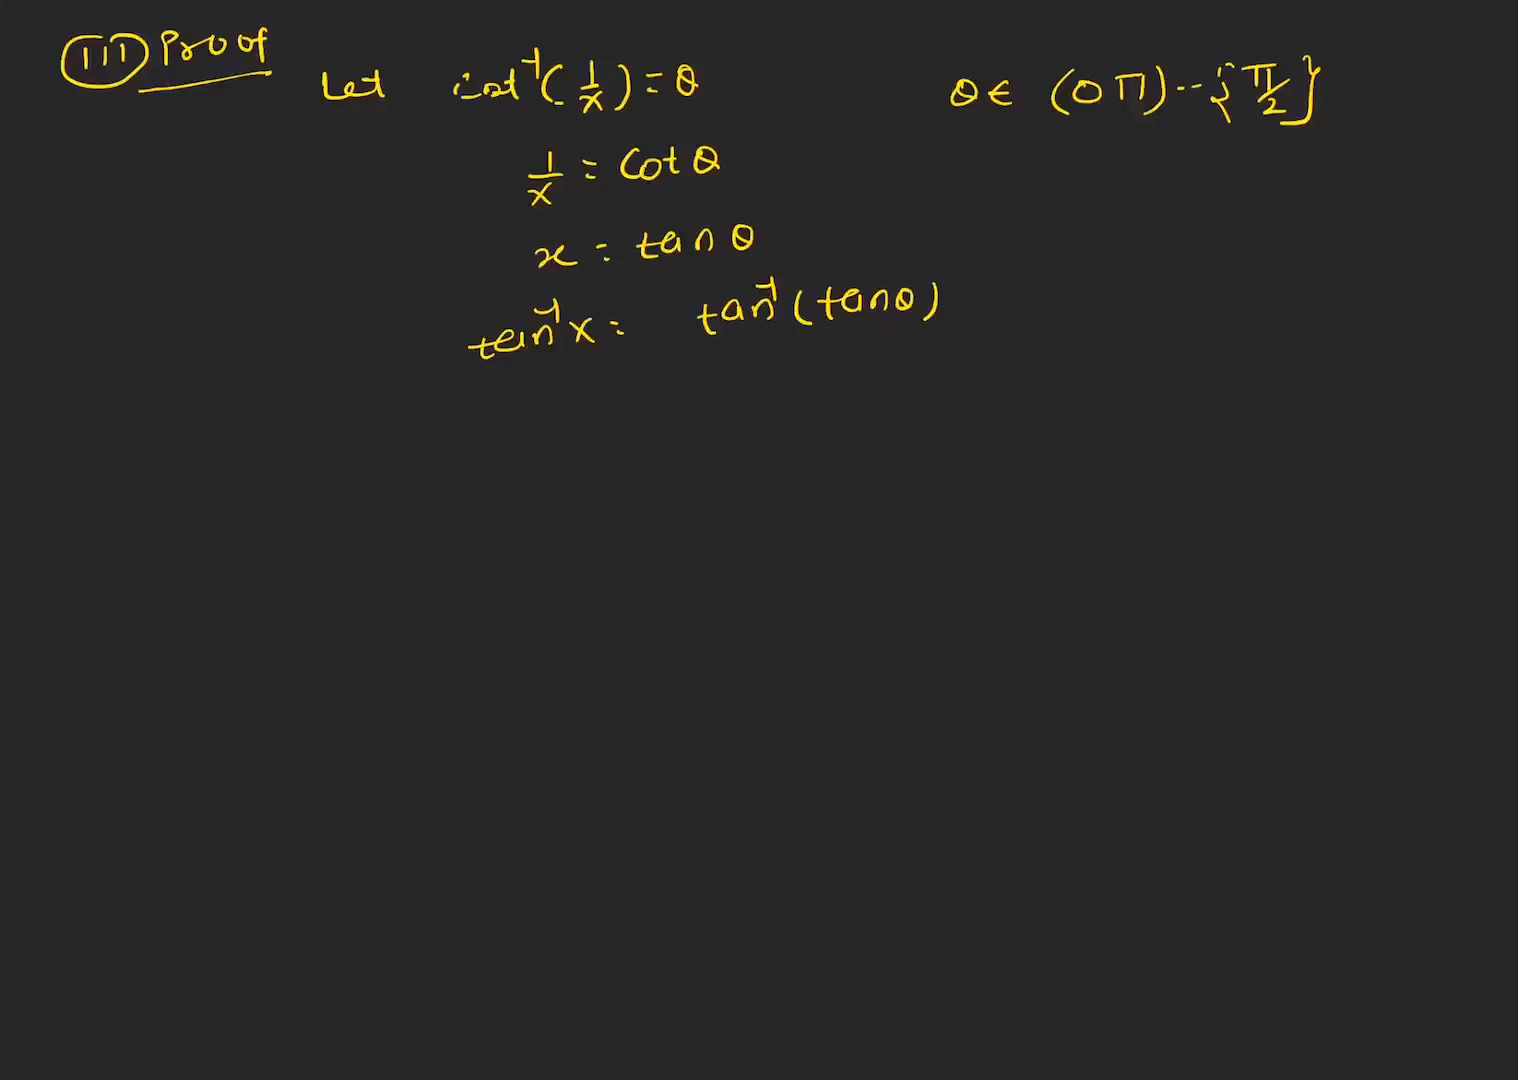 (III) Proof
Let cot⁻¹(1/x) = θ θ ∈ (0 π) -- {π/2}
1/x = cot θ
x = tan θ
tan⁻¹x = tan⁻¹(tanθ)